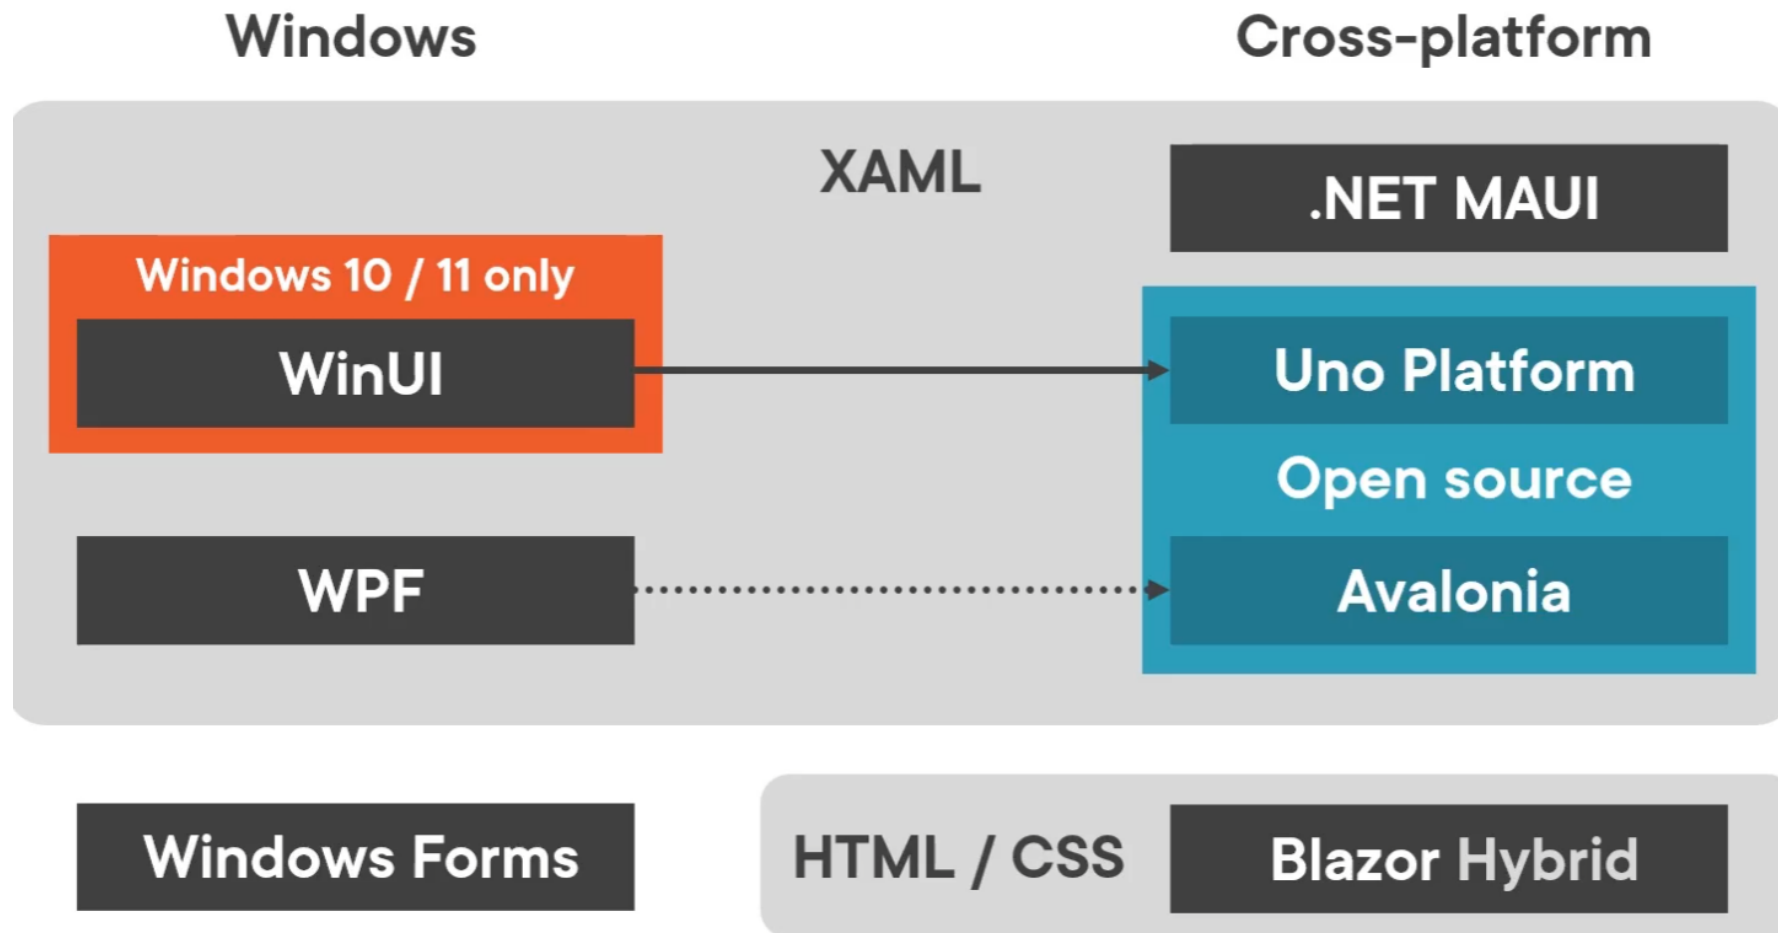 Windows
Cross-platform
XAML
.NET MAUI
Windows 10 / 11 only
WinUI
Uno Platform
Open source
WPF
Avalonia
Windows Forms
HTML / CSS
Blazor Hybrid